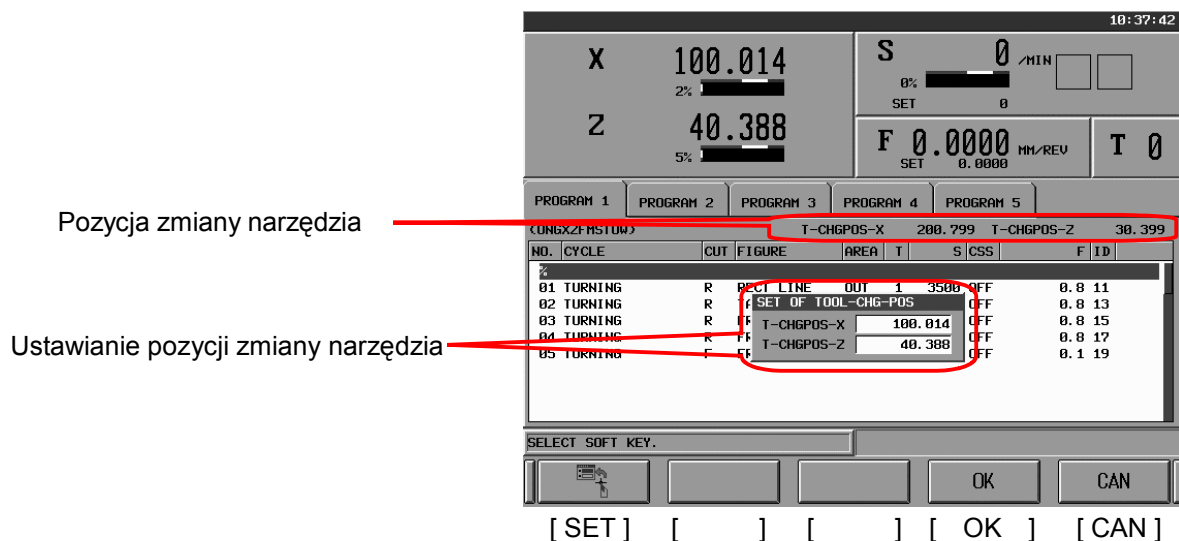 10:37:42
X 100.014
2%
Z 40.388
5%
S 0 /MIN
0%
SET 0
F 0.0000 MM/REV
SET 0.0000
T 0
PROGRAM 1 PROGRAM 2 PROGRAM 3 PROGRAM 4 PROGRAM 5
Pozycja zmiany narzędzia
T-CHGPOS-X 200.799 T-CHGPOS-Z 30.399
NO. CYCLE CUT FIGURE AREA T S CSS F ID
%
01 TURNING R RECT LINE OUT 1 3500 OFF 0.8 11
02 TURNING R OFF 0.8 13
03 TURNING R OFF 0.8 15
04 TURNING R OFF 0.8 17
05 TURNING F OFF 0.1 19
SET OF TOOL-CHG-POS
T-CHGPOS-X 100.014
T-CHGPOS-Z 40.388
Ustawianie pozycji zmiany narzędzia
SELECT SOFT KEY.
OK CAN
[ SET ] [ ] [ ] [ OK ] [ CAN ]